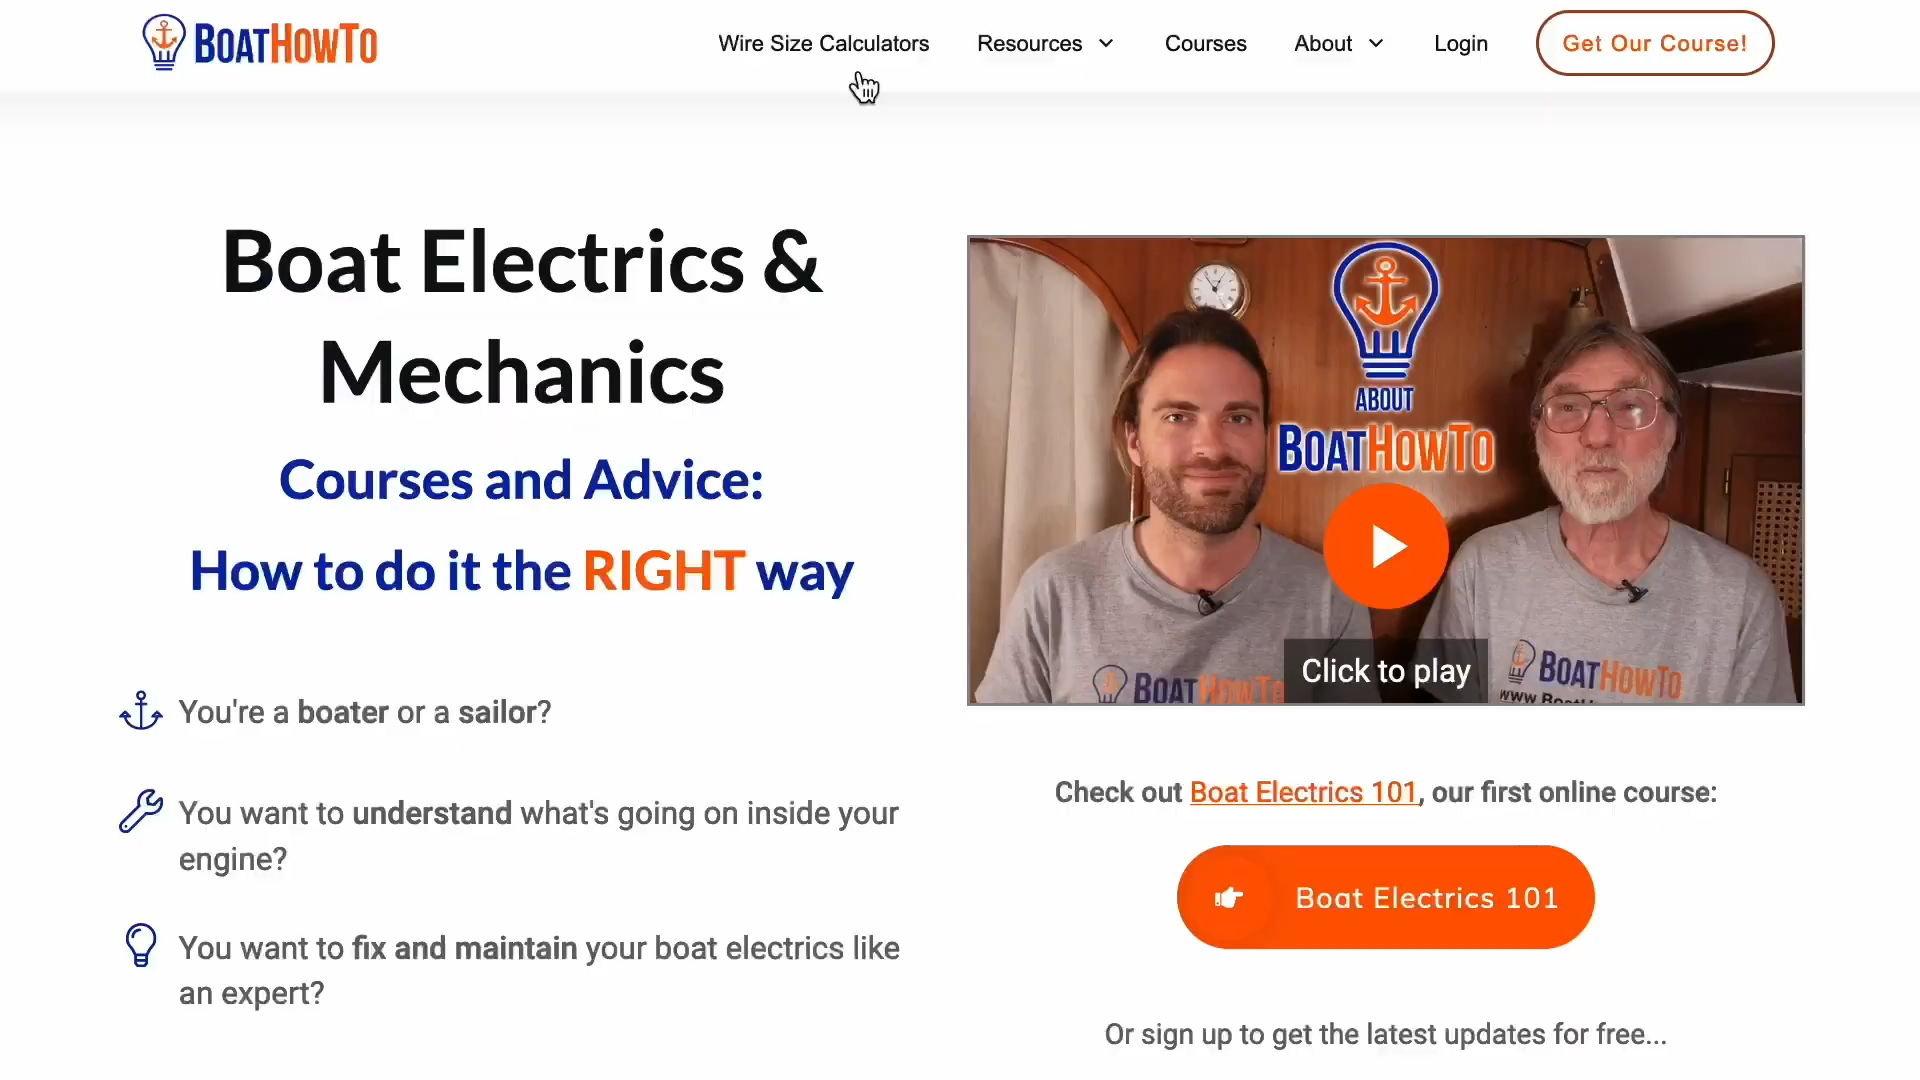 BOATHOWTO
Wire Size Calculators
Resources
Courses
About
Login
Get Our Course!
Boat Electrics &
Mechanics
Courses and Advice:
How to do it the RIGHT way
You're a boater or a sailor?
You want to understand what's going on inside your
engine?
You want to fix and maintain your boat electrics like
an expert?
ABOUT
BOATHOWTO
Click to play
BOATHOWTO
BOATHOWTO
Check out Boat Electrics 101, our first online course:
Boat Electrics 101
Or sign up to get the latest updates for free...